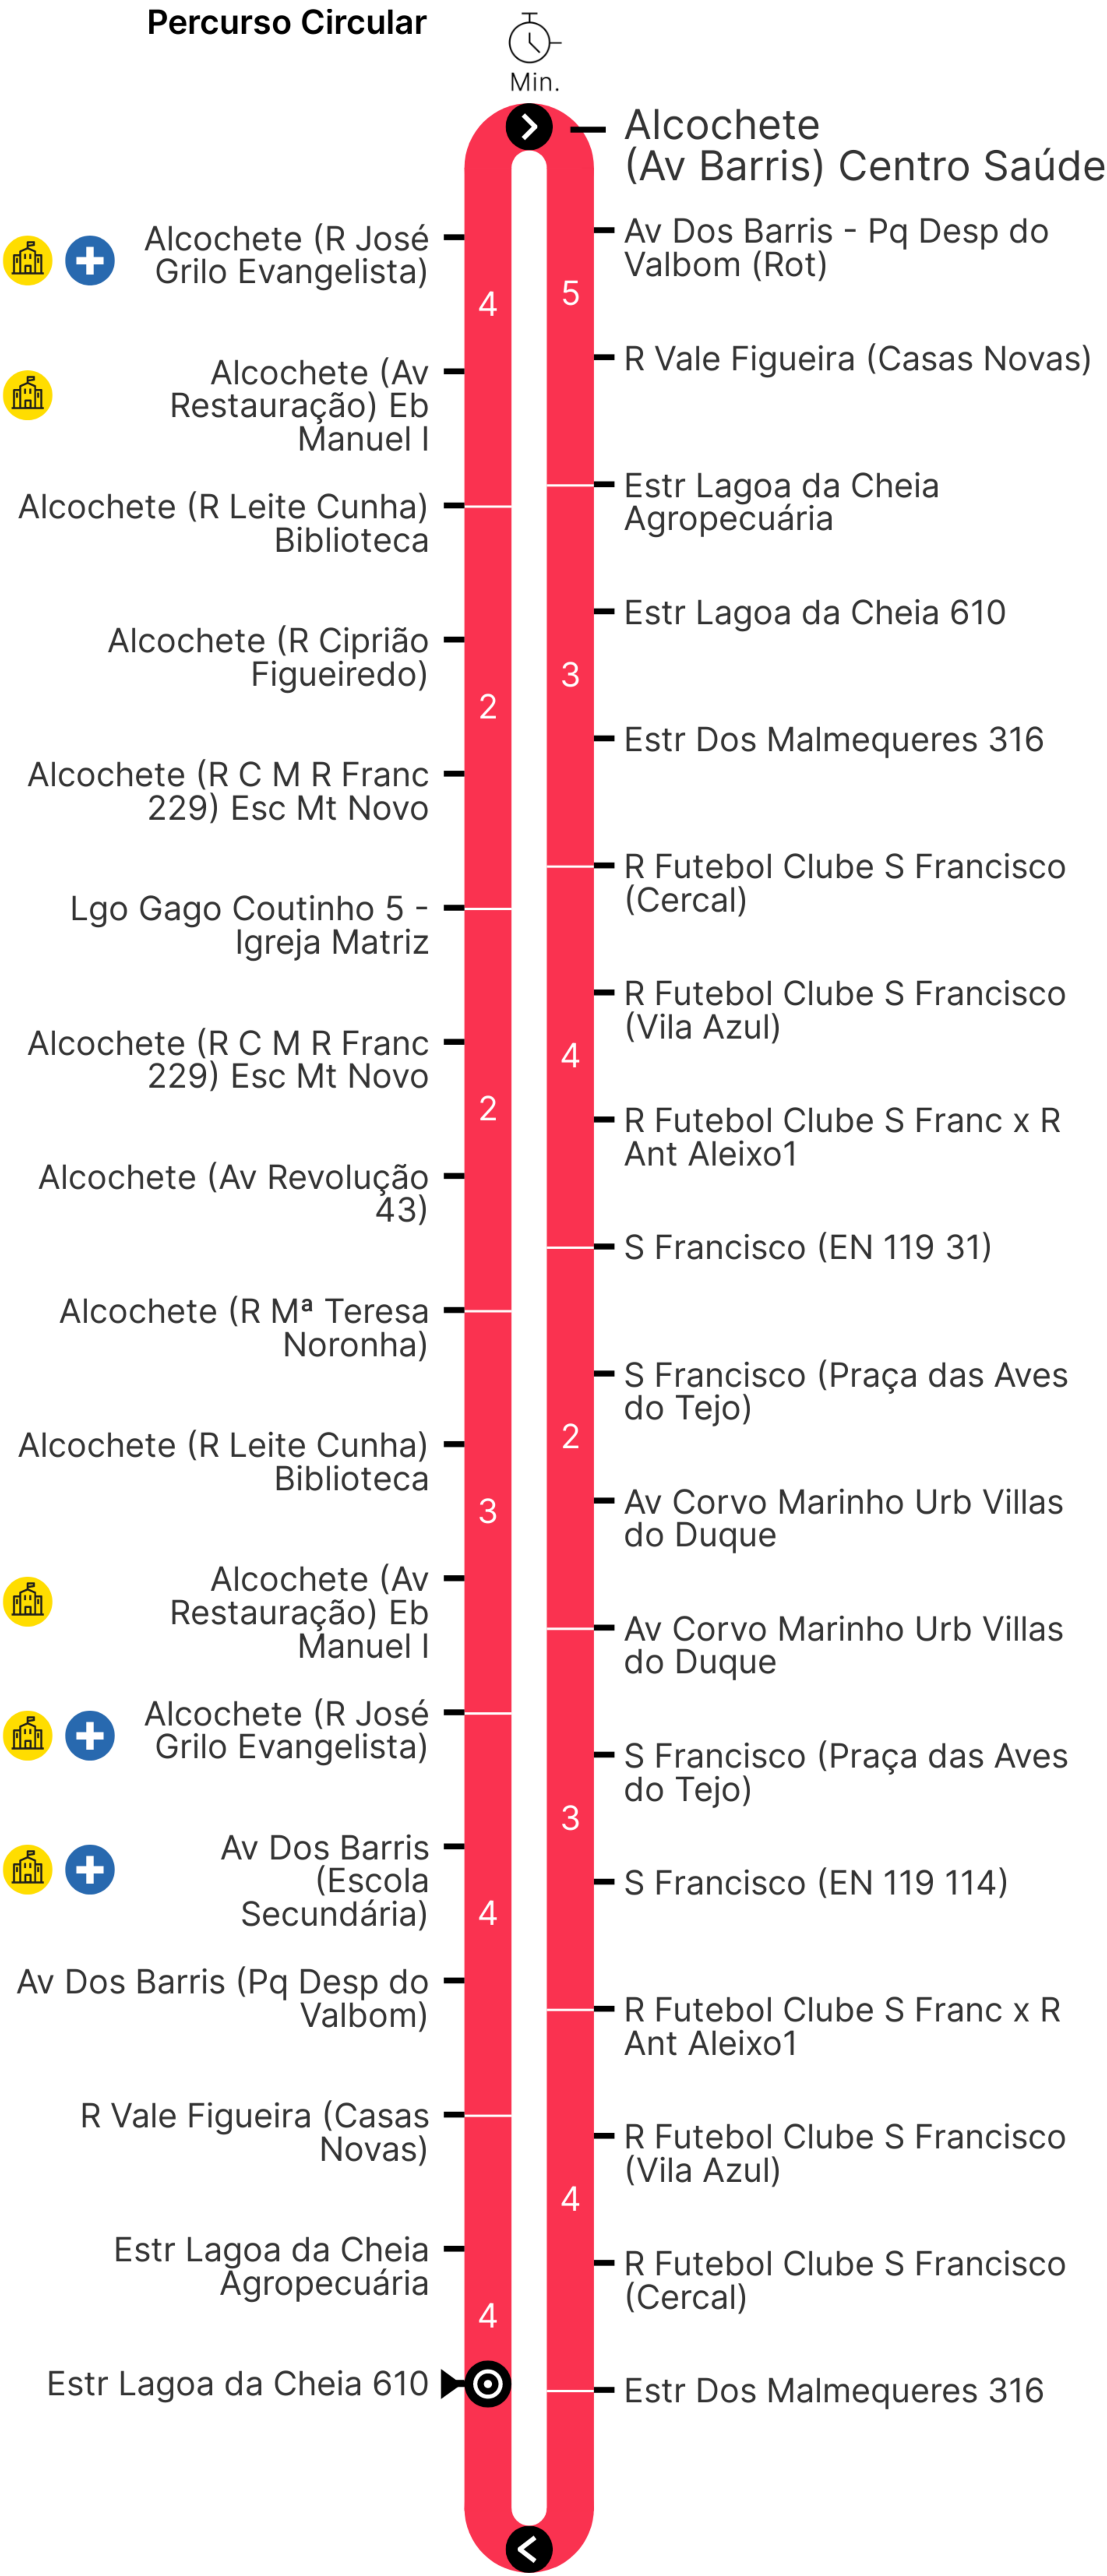 Percurso Circular
Min.
Alcochete
(Av Barris) Centro Saúde
Av Dos Barris - Pq Desp do
Valbom (Rot)
5
R Vale Figueira (Casas Novas)
Estr Lagoa da Cheia
Agropecuária
Estr Lagoa da Cheia 610
3
Estr Dos Malmequeres 316
R Futebol Clube S Francisco
(Cercal)
R Futebol Clube S Francisco
(Vila Azul)
4
R Futebol Clube S Franc x R
Ant Aleixo1
S Francisco (EN 119 31)
S Francisco (Praça das Aves
do Tejo)
2
Av Corvo Marinho Urb Villas
do Duque
Av Corvo Marinho Urb Villas
do Duque
S Francisco (Praça das Aves
do Tejo)
3
S Francisco (EN 119 114)
R Futebol Clube S Franc x R
Ant Aleixo1
R Futebol Clube S Francisco
(Vila Azul)
4
R Futebol Clube S Francisco
(Cercal)
Estr Dos Malmequeres 316
Alcochete (R José
Grilo Evangelista)
4
Alcochete (Av
Restauração) Eb
Manuel I
Alcochete (R Leite Cunha)
Biblioteca
Alcochete (R Ciprião
Figueiredo)
2
Alcochete (R C M R Franc
229) Esc Mt Novo
Lgo Gago Coutinho 5 -
Igreja Matriz
Alcochete (R C M R Franc
229) Esc Mt Novo
2
Alcochete (Av Revolução
43)
Alcochete (R Mª Teresa
Noronha)
Alcochete (R Leite Cunha)
Biblioteca
3
Alcochete (Av
Restauração) Eb
Manuel I
Alcochete (R José
Grilo Evangelista)
Av Dos Barris
(Escola
Secundária)
4
Av Dos Barris (Pq Desp do
Valbom)
R Vale Figueira (Casas
Novas)
Estr Lagoa da Cheia
Agropecuária
4
Estr Lagoa da Cheia 610